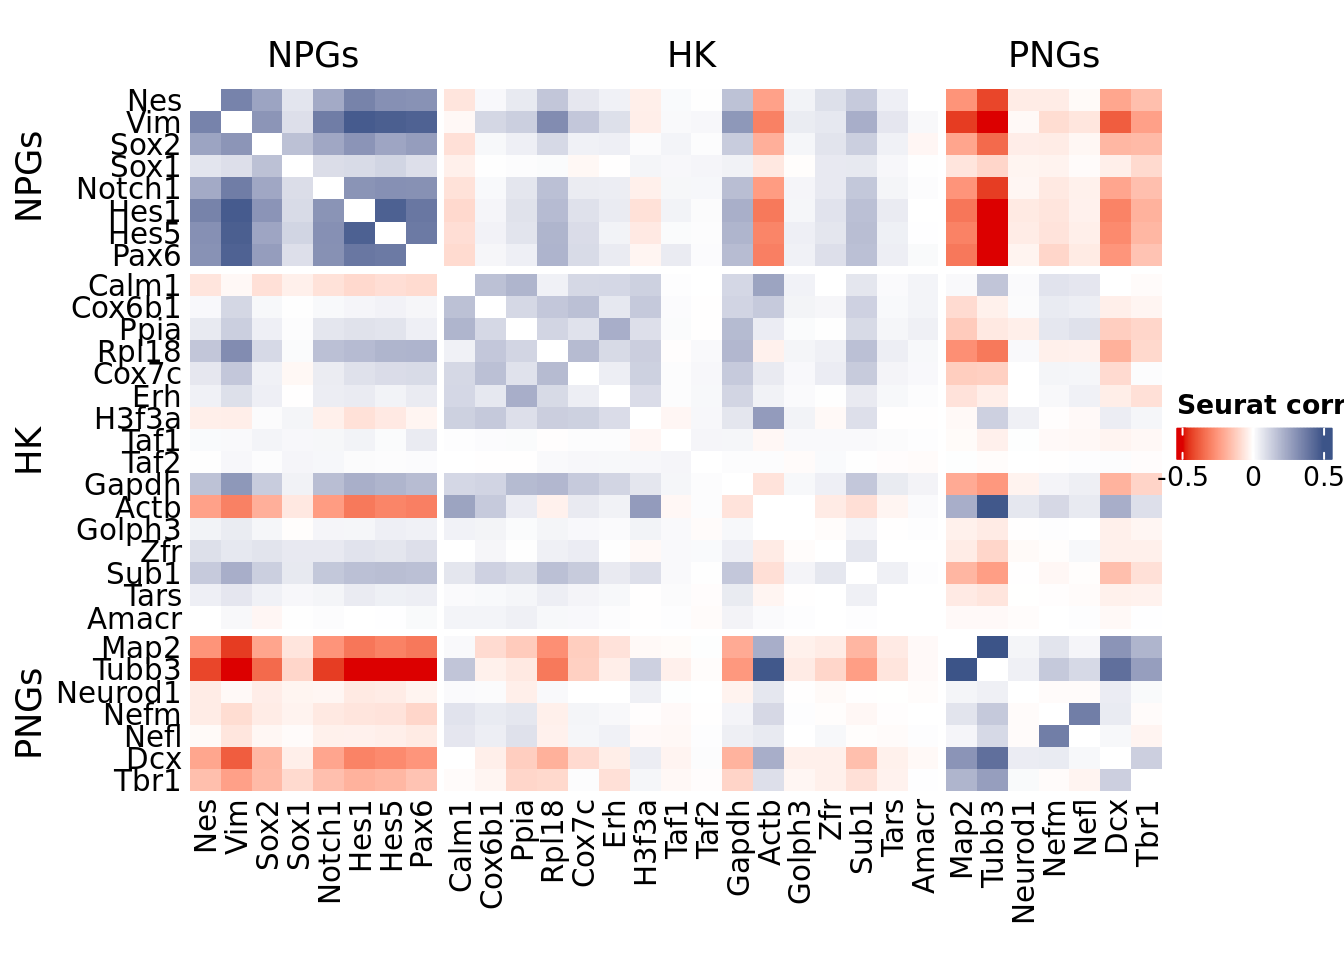 NPGs HK PNGs
NPGs
HK
PNGs
Nes
Vim
Sox2
Sox1
Notch1
Hes1
Hes5
Pax6
Calm1
Cox6b1
Ppia
Rpl18
Cox7c
Erh
H3f3a
Taf1
Taf2
Gapdh
Actb
Golph3
Zfr
Sub1
Tars
Amacr
Map2
Tubb3
Neurod1
Nefm
Nefl
Dcx
Tbr1
Nes Vim Sox2 Sox1 Notch1 Hes1 Hes5 Pax6 Calm1 Cox6b1 Ppia Rpl18 Cox7c Erh H3f3a Taf1 Taf2 Gapdh Actb Golph3 Zfr Sub1 Tars Amacr Map2 Tubb3 Neurod1 Nefm Nefl Dcx Tbr1
Seurat corr
-0.5 0 0.5